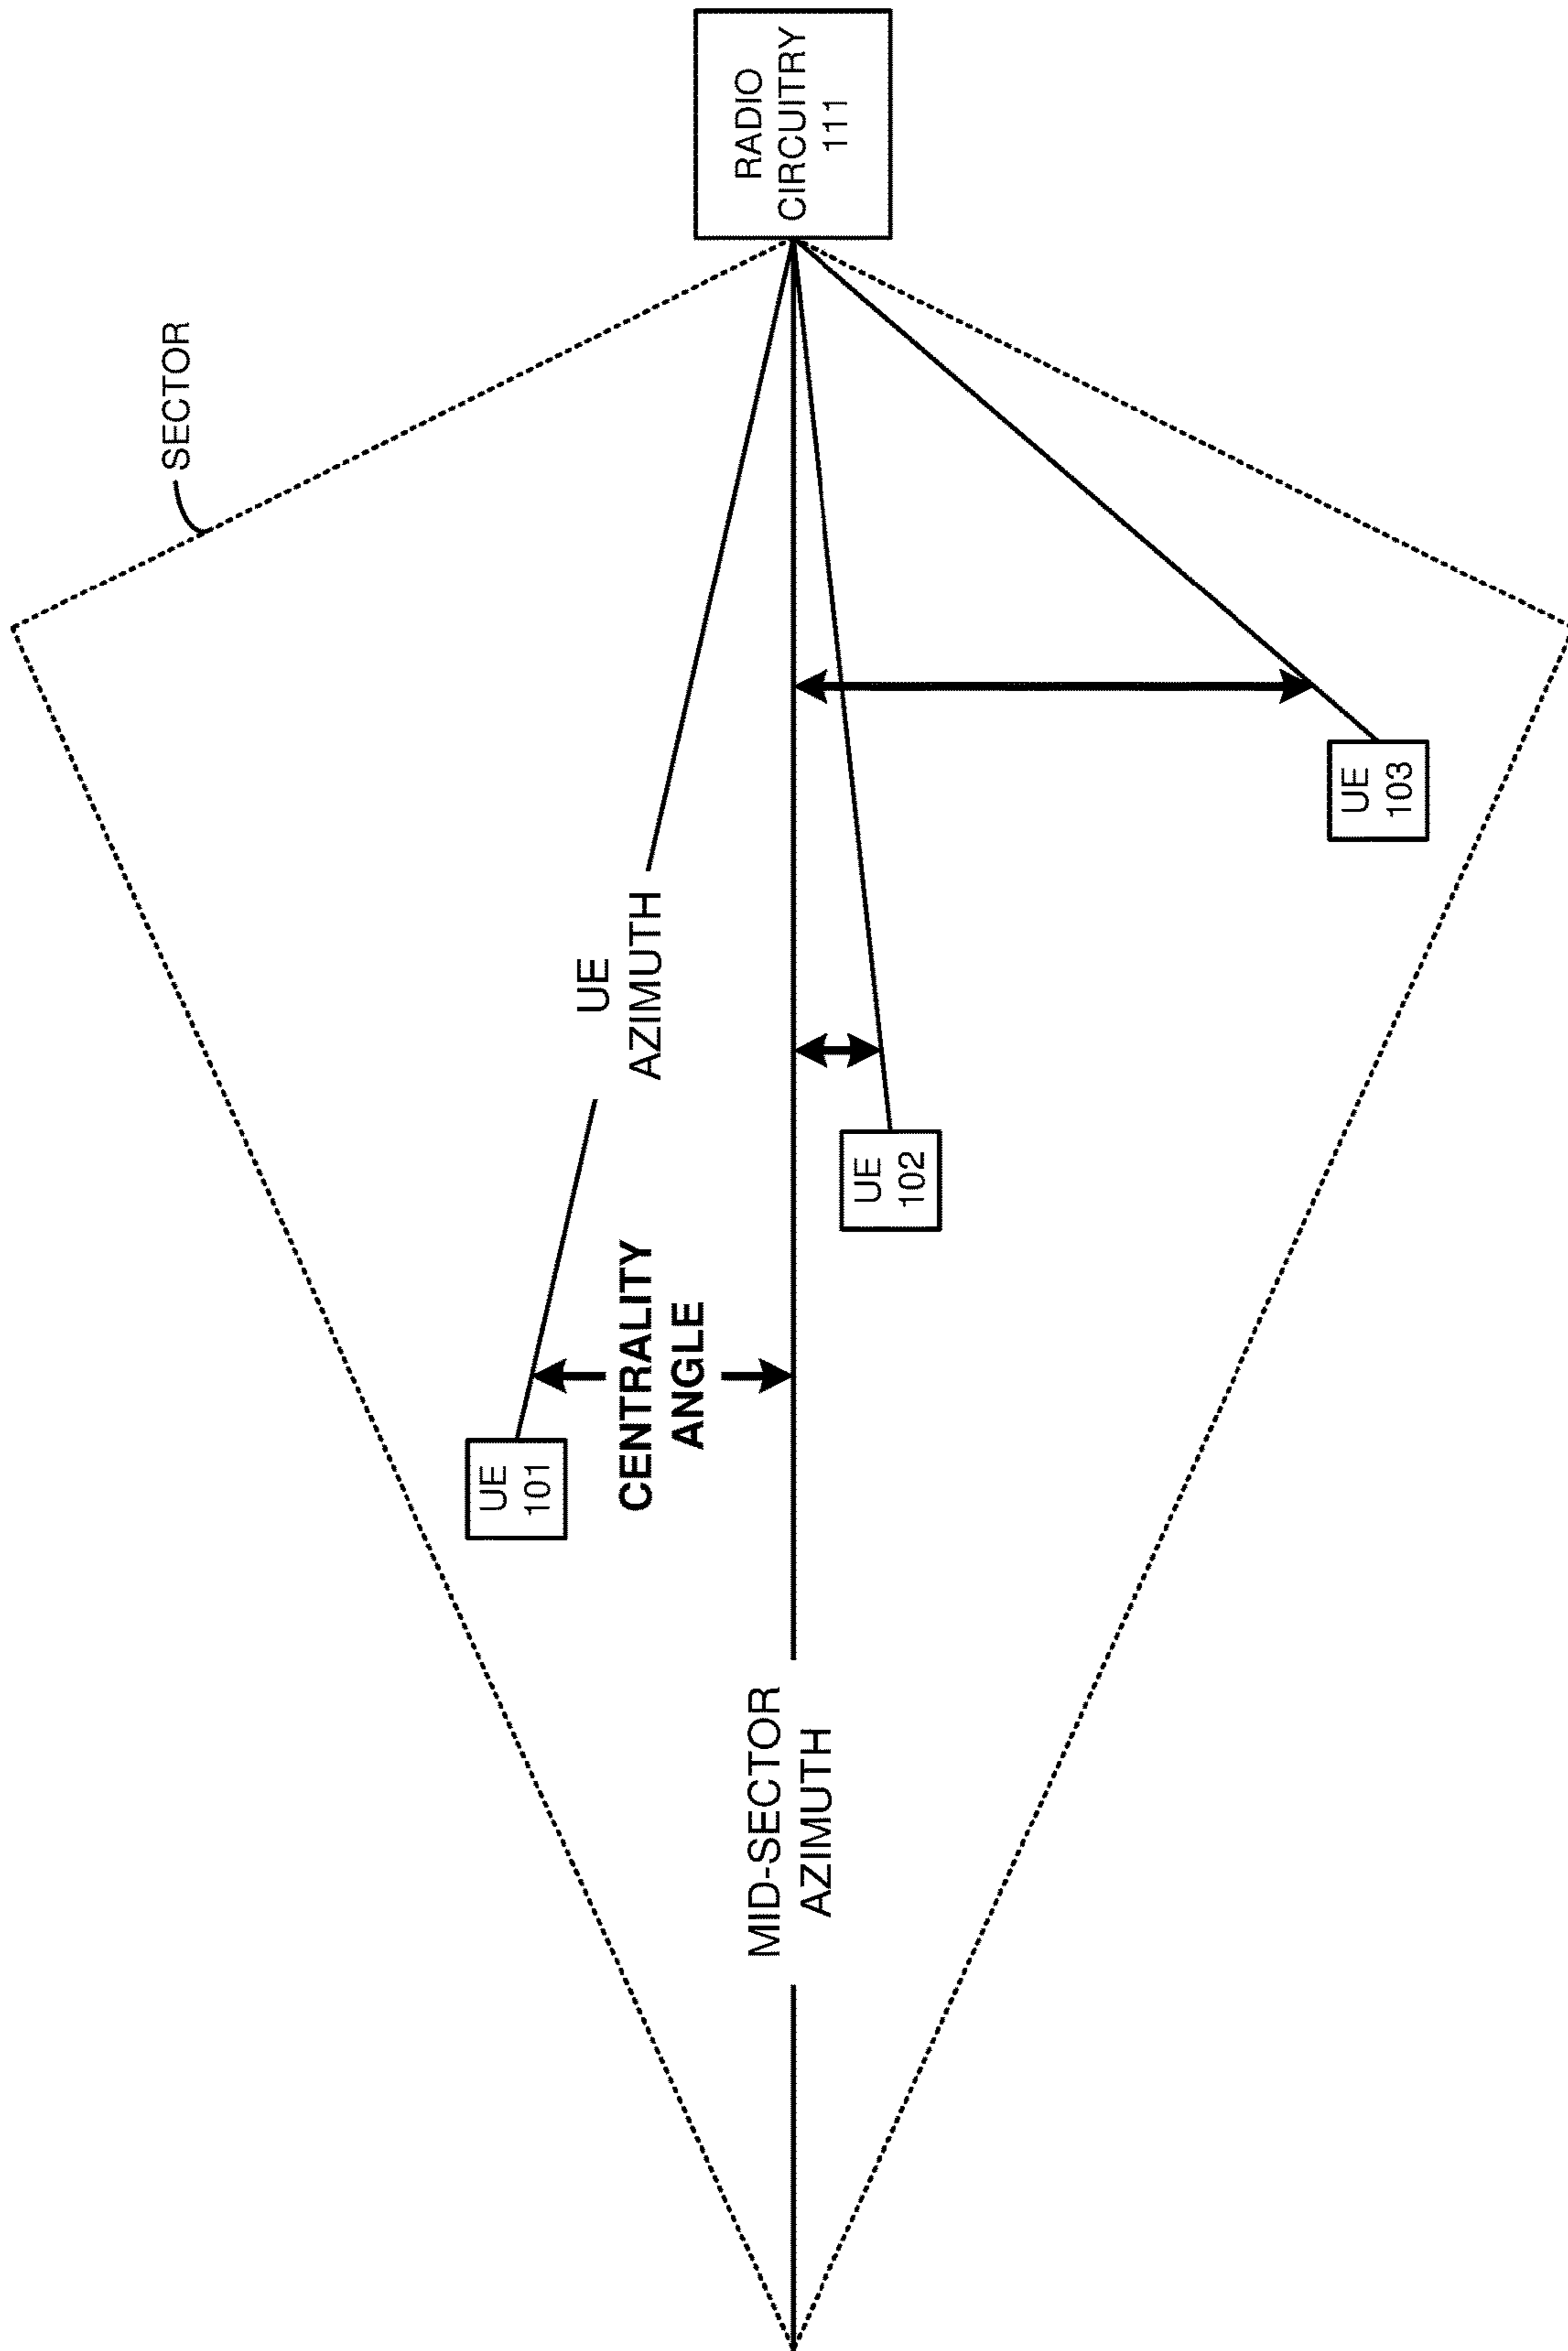 SECTOR
RADIO
CIRCUITRY
111
UE
AZIMUTH
UE
101
CENTRALITY
ANGLE
UE
102
UE
103
MID-SECTOR
AZIMUTH